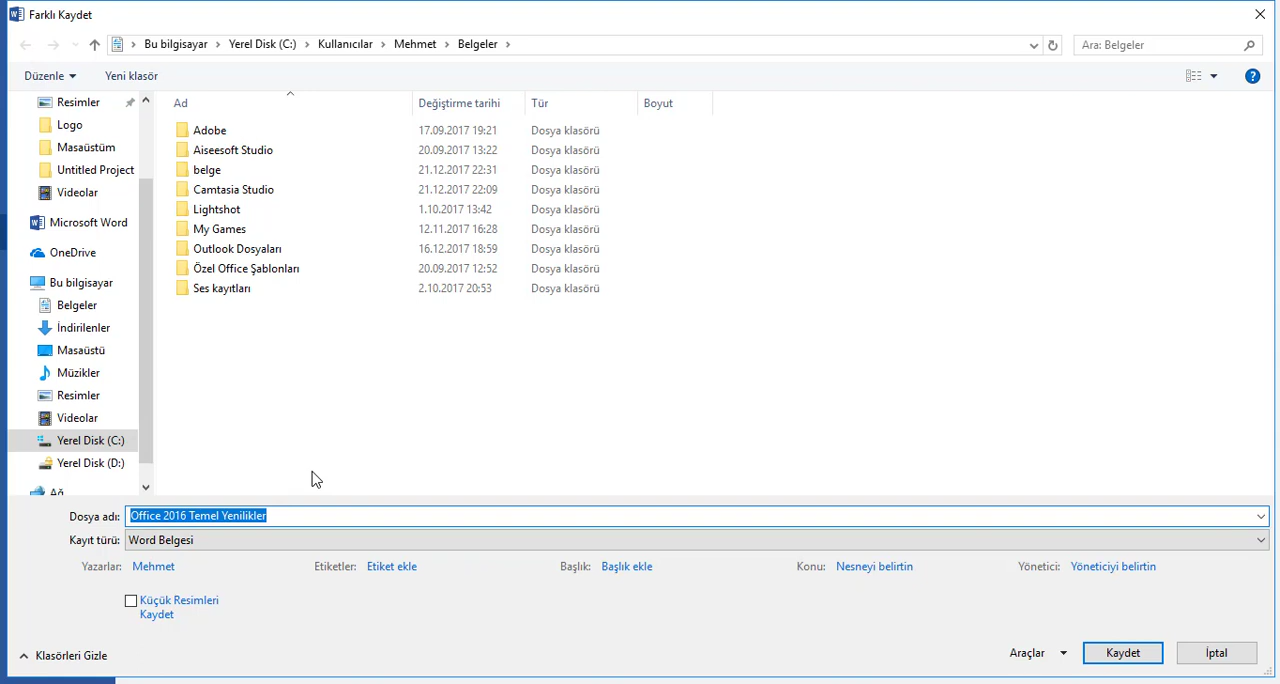 Farklı Kaydet
Bu bilgisayar > Yerel Disk (C:) > Kullanıcılar > Mehmet > Belgeler >
Ara: Belgeler
Düzenle
Yeni klasör
Resimler
Logo
Masaüstüm
Untitled Project
Videolar
Microsoft Word
OneDrive
Bu bilgisayar
Belgeler
İndirilenler
Masaüstü
Müzikler
Resimler
Videolar
Yerel Disk (C:)
Yerel Disk (D:)
Ağ
Ad Değiştirme tarihi Tür Boyut
Adobe 17.09.2017 19:21 Dosya klasörü
Aiseesoft Studio 20.09.2017 13:22 Dosya klasörü
belge 21.12.2017 22:31 Dosya klasörü
Camtasia Studio 21.12.2017 22:09 Dosya klasörü
Lightshot 1.10.2017 13:42 Dosya klasörü
My Games 12.11.2017 16:28 Dosya klasörü
Outlook Dosyaları 16.12.2017 18:59 Dosya klasörü
Özel Office Şablonları 20.09.2017 12:52 Dosya klasörü
Ses kayıtları 2.10.2017 20:53 Dosya klasörü
Dosya adı: Office 2016 Temel Yenilikler
Kayıt türü: Word Belgesi
Yazarlar: Mehmet Etiketler: Etiket ekle Başlık: Başlık ekle Konu: Nesneyi belirtin Yönetici: Yöneticiyi belirtin
Küçük Resimleri
Kaydet
Klasörleri Gizle
Araçlar Kaydet İptal